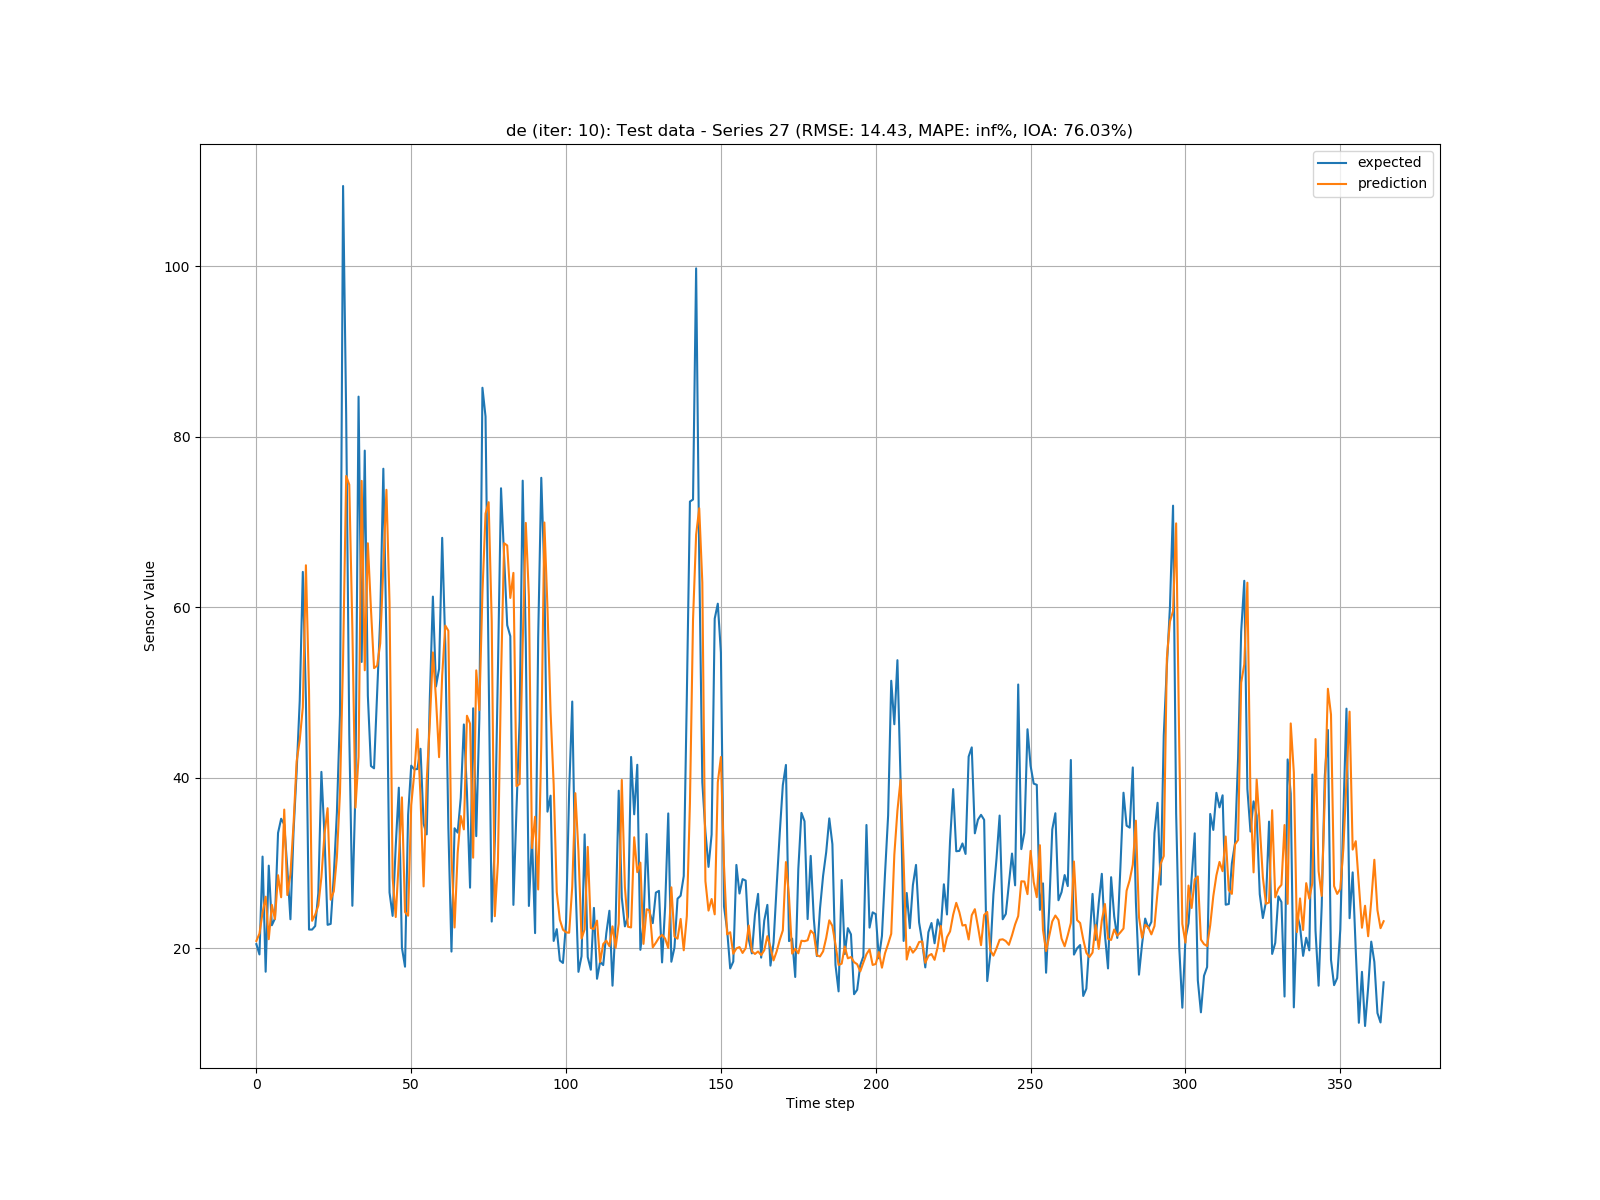 de (iter: 10): Test data - Series 27 (RMSE: 14.43, MAPE: inf%, IOA: 76.03%)
expected
prediction
100
80
60
40
20
Sensor Value
0 50 100 150 200 250 300 350
Time step